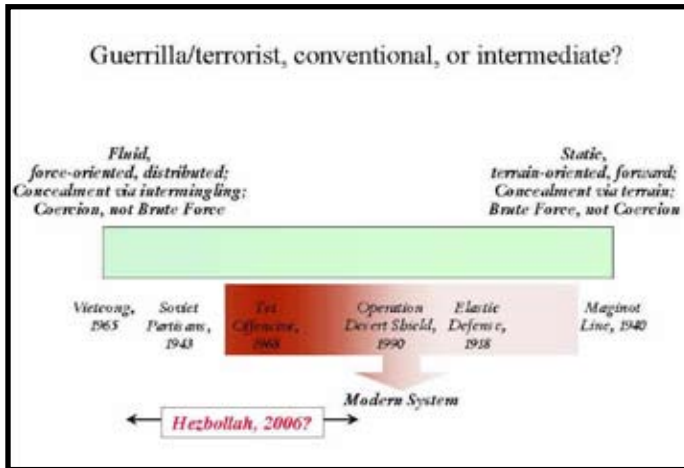 Guerrilla/terrorist, conventional, or intermediate?
Fluid,
force-oriented, distributed;
Concealment via intermingling;
Coercion, not Brute Force
Static,
terrain-oriented, forward;
Concealment via terrain;
Brute Force, not Coercion
Vietcong,
1965
Soviet
Partisans,
1943
Tet
Offensive,
1968
Operation
Desert Shield,
1990
Elastic
Defense,
1918
Maginot
Line, 1940
Modern System
Hezbollah, 2006?